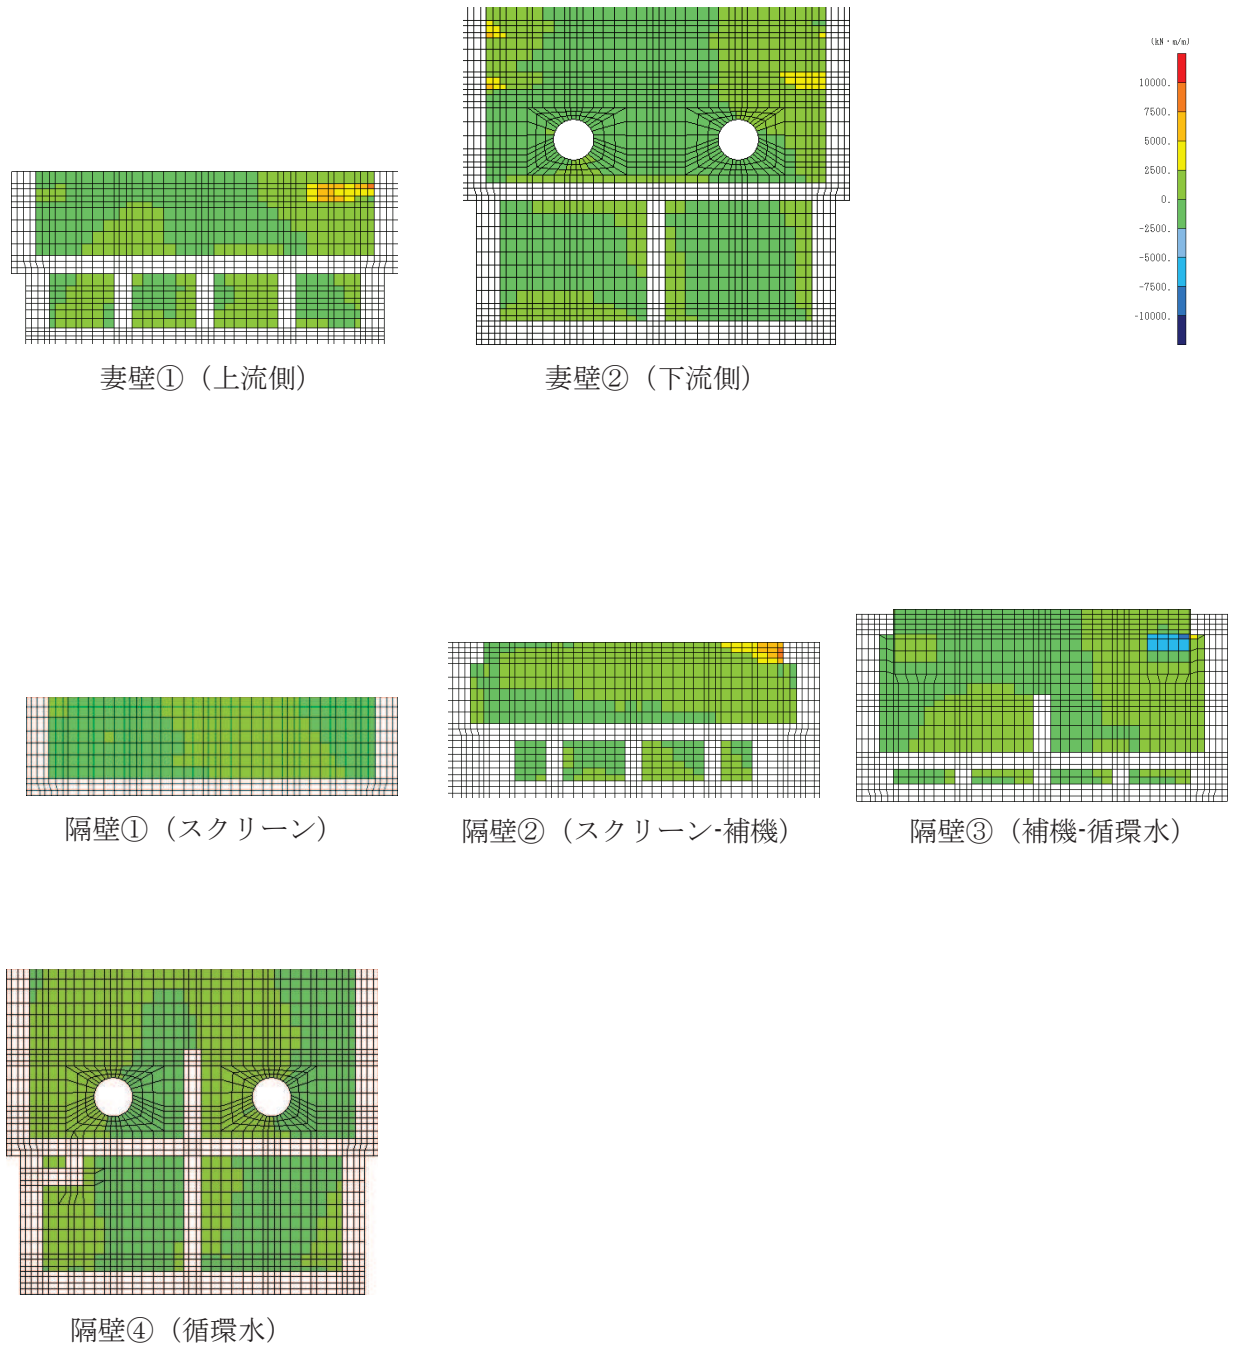 (kN・m/m)
10000.
7500.
5000.
2500.
0.
-2500.
-5000.
-7500.
-10000.
妻壁①（上流側）
妻壁②（下流側）
隔壁①（スクリーン）
隔壁②（スクリーン-補機）
隔壁③（補機-循環水）
隔壁④（循環水）